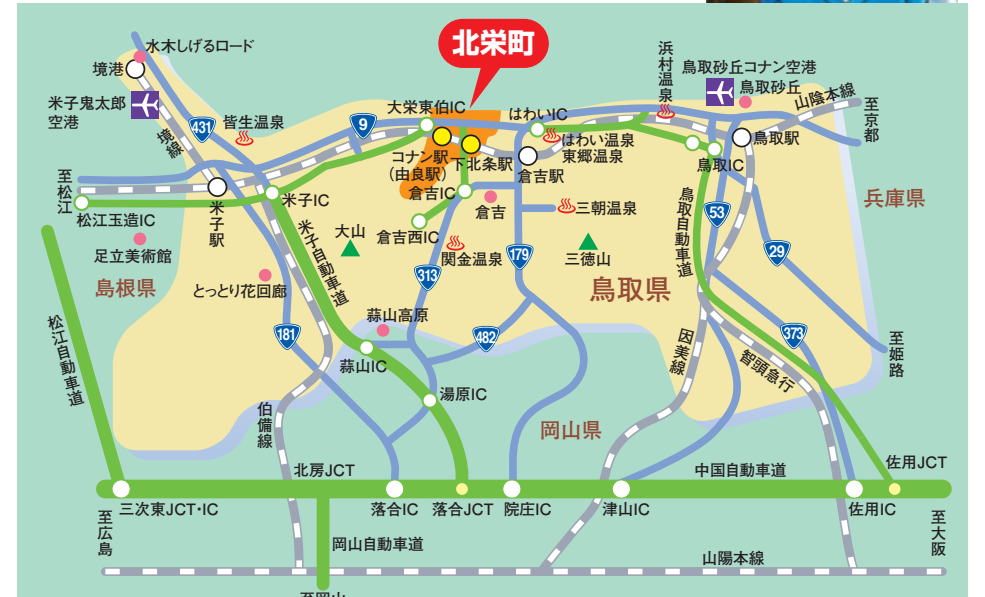 北栄町
水木しげるロード
境港
米子鬼太郎
空港
431
皆生温泉
9
大栄東伯IC
はわいIC
浜村温泉
鳥取砂丘コナン空港
鳥取砂丘
山陰本線
至京都
境線
コナン駅
(由良駅)
下北条駅
はわい温泉
東郷温泉
倉吉駅
鳥取駅
鳥取IC
至松江
松江玉造IC
米子駅
米子IC
倉吉IC
倉吉
倉吉西IC
三朝温泉
鳥取自動車道
53
兵庫県
足立美術館
大山
関金温泉
179
三徳山
29
島根県
とっとり花回廊
米子自動車道
313
鳥取県
松江自動車道
181
蒜山高原
482
因美線
373
智頭急行
至姫路
蒜山IC
湯原IC
伯備線
岡山県
北房JCT
中国自動車道
佐用JCT
三次東JCT・IC
落合IC
落合JCT
院庄IC
津山IC
佐用IC
至広島
岡山自動車道
山陽本線
至大阪
至岡山